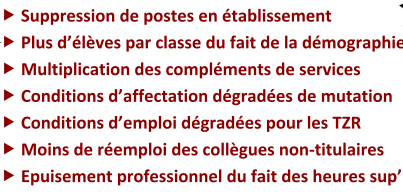 ▶ Suppression de postes en établissement
▶ Plus d’élèves par classe du fait de la démographie
▶ Multiplication des compléments de services
▶ Conditions d’affectation dégradées de mutation
▶ Conditions d’emploi dégradées pour les TZR
▶ Moins de réemploi des collègues non-titulaires
▶ Epuisement professionnel du fait des heures sup’